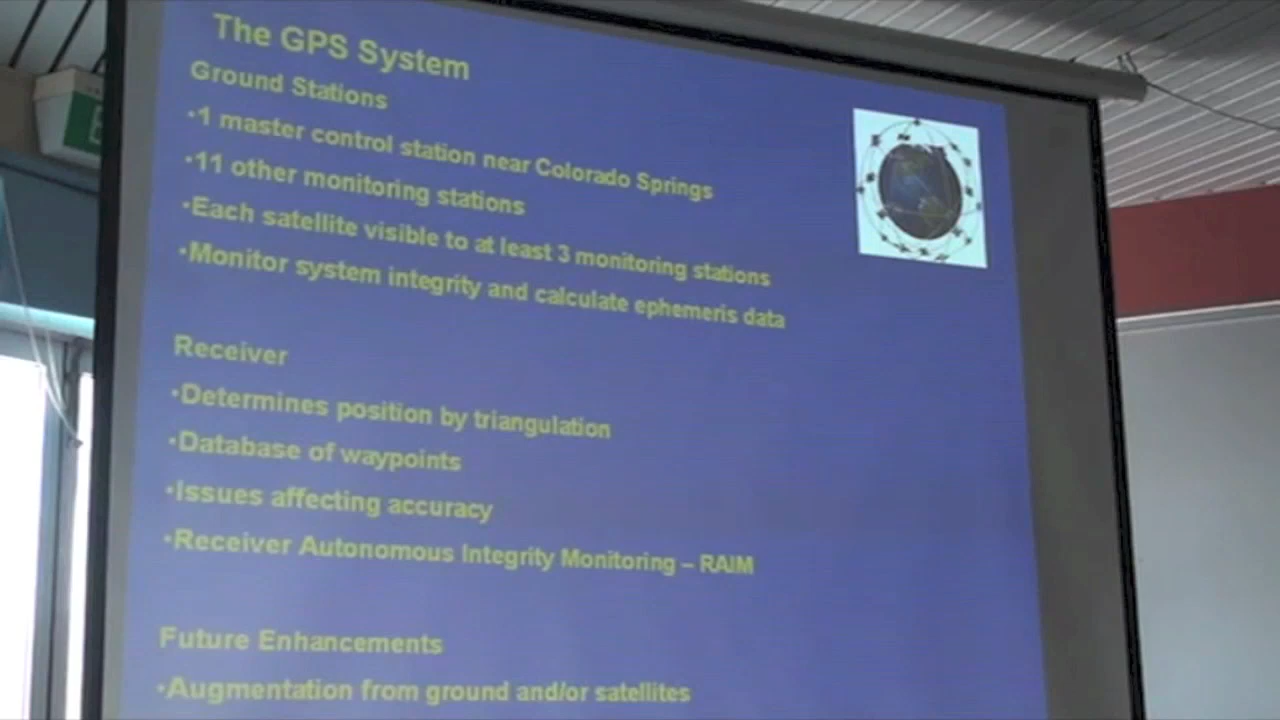 The GPS System
Ground Stations
•1 master control station near Colorado Springs
•11 other monitoring stations
•Each satellite visible to at least 3 monitoring stations
•Monitor system integrity and calculate ephemeris data
Receiver
•Determines position by triangulation
•Database of waypoints
•Issues affecting accuracy
•Receiver Autonomous Integrity Monitoring – RAIM
Future Enhancements
•Augmentation from ground and/or satellites